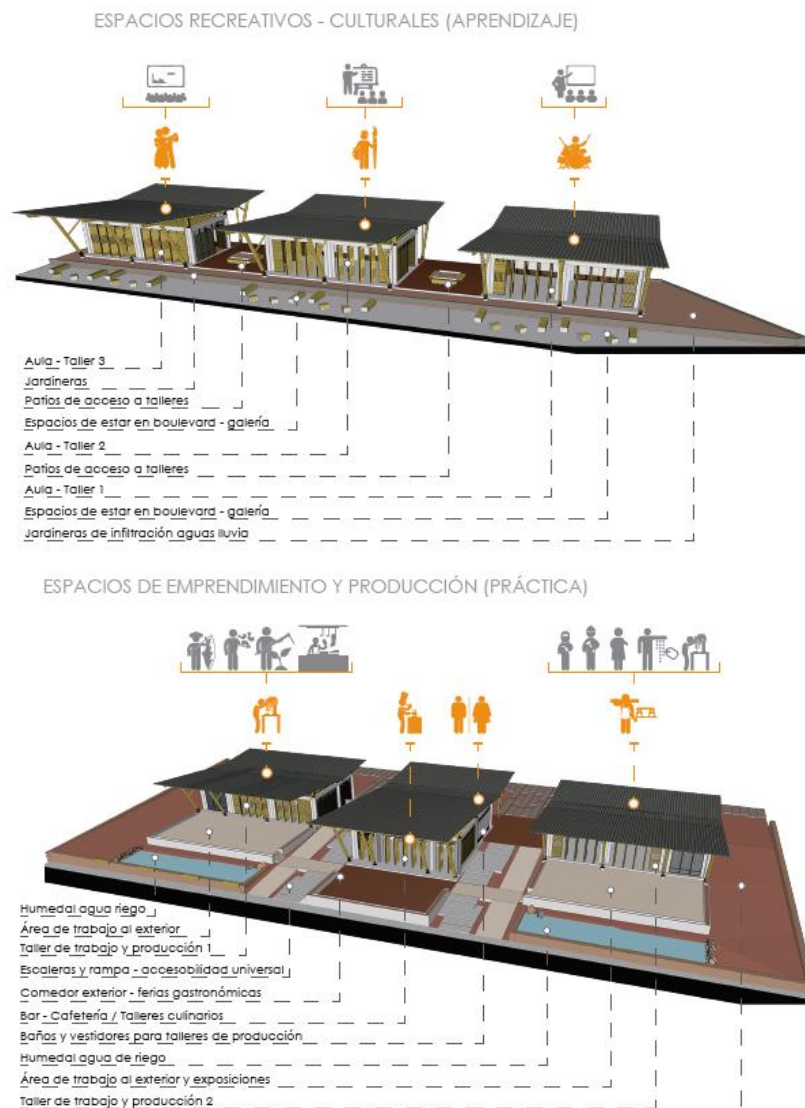 ESPACIOS RECREATIVOS - CULTURALES (APRENDIZAJE)
Aula - Taller 3
Jardineras
Patios de acceso a talleres
Espacios de estar en boulevard - galería
Aula - Taller 2
Patios de acceso a talleres
Aula - Taller 1
Espacios de estar en boulevard - galería
Jardineras de infiltración aguas lluvia
ESPACIOS DE EMPRENDIMIENTO Y PRODUCCIÓN (PRÁCTICA)
Humedal agua riego
Área de trabajo al exterior
Taller de trabajo y producción 1
Escaleras y rampa - accesobilidad universal
Comedor exterior - ferias gastronómicas
Bar - Cafetería / Talleres culinarios
Baños y vestidores para talleres de producción
Humedal agua de riego
Área de trabajo al exterior y exposiciones
Taller de trabajo y producción 2